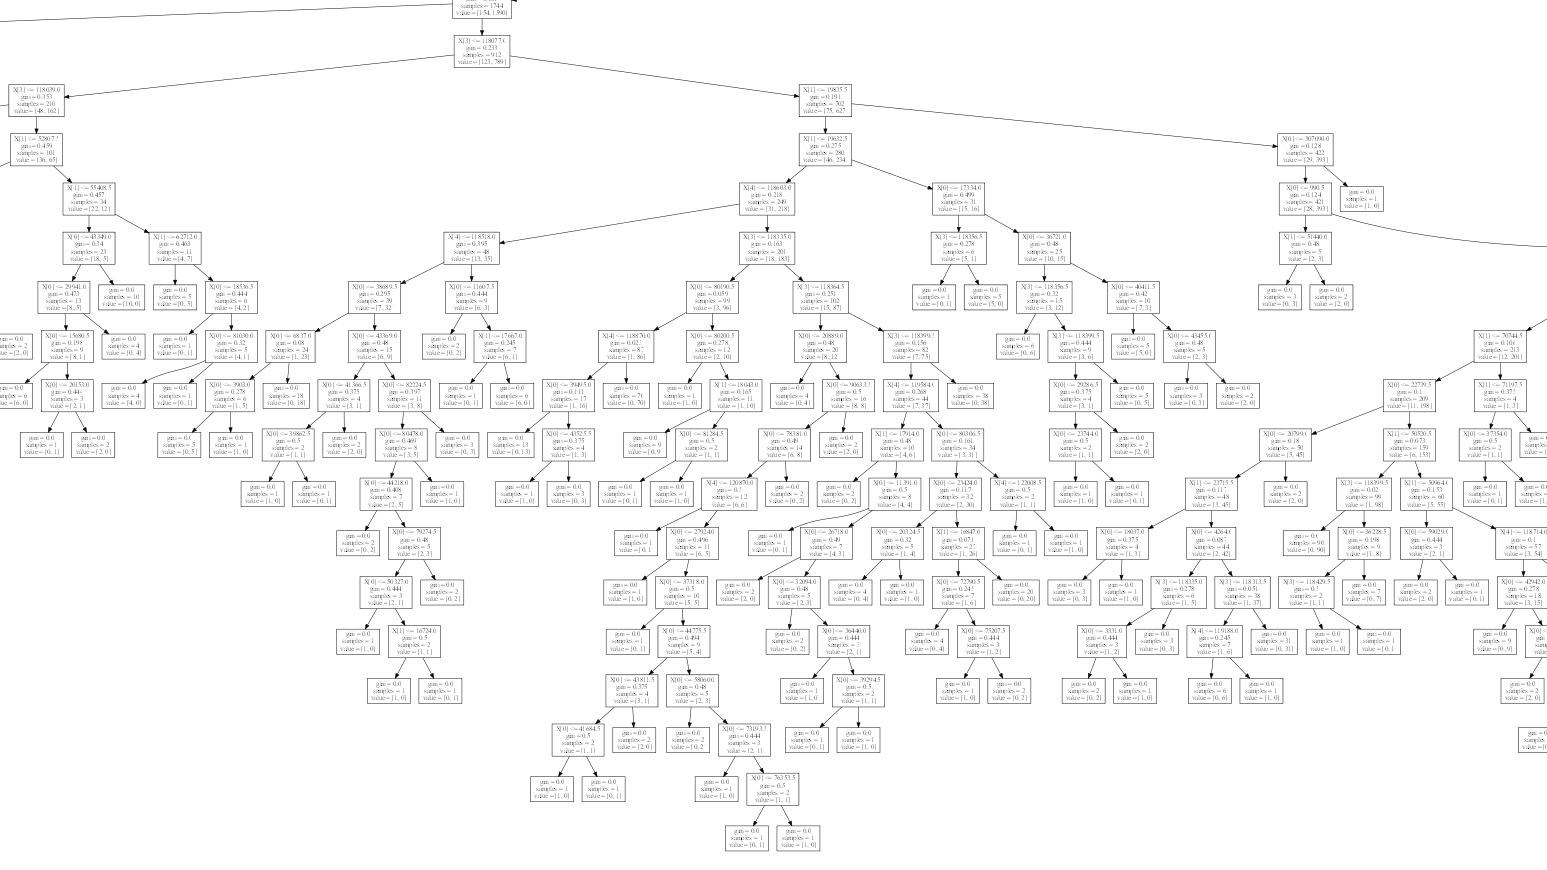 samples = 1744
value = [154, 1590]
X[3] <= 118077.0
gini = 0.233
samples = 912
value = [123, 789]
X[3] <= 118039.0
gini = 0.353
samples = 210
value = [48, 162]
X[1] <= 19835.5
gini = 0.191
samples = 702
value = [75, 627
X[1] <= 52807.5
gini = 0.459
samples = 101
value = [36, 65]
X[1] <= 19632.5
gini = 0.275
samples = 280
value = [46, 234
X[0] <= 307090.0
gini = 0.128
samples = 422
value = [29, 393]
X[1] <= 55408.5
gini = 0.457
samples = 34
value = [22, 12]
X[4] <= 118603.0
gini = 0.218
samples = 249
value = [31, 218]
X[0] <= 17334.0
gini = 0.499
samples = 31
value = [15, 16]
X[0] <= 990.5
gini = 0.124
samples = 421
value = [28, 393]
gini = 0.0
samples = 1
value = [1, 0]
X[0] <= 43349.0
gini = 0.34
samples = 23
value = [18, 5]
X[1] <= 62712.0
gini = 0.463
samples = 11
value = [4, 7]
X[4] <= 118518.0
gini = 0.395
samples = 48
value = [13, 35]
X[3] <= 118335.0
gini = 0.163
samples = 201
value = [18, 183]
X[3] <= 118356.5
gini = 0.278
samples = 6
value = [5, 1]
X[0] <= 36721.0
gini = 0.48
samples = 25
value = [10, 15]
X[1] <= 51440.0
gini = 0.48
samples = 5
value = [2, 3]
X[0] <= 29941.0
gini = 0.473
samples = 13
value = [8, 5]
gini = 0.0
samples = 10
value = [10, 0]
gini = 0.0
samples = 5
value = [0, 5]
X[0] <= 18536.5
gini = 0.444
samples = 6
value = [4, 2]
X[0] <= 38689.5
gini = 0.295
samples = 39
value = [7, 32
X[0] <= 11607.5
gini = 0.444
samples = 9
value = [6, 3]
X[0] <= 80190.5
gini = 0.059
samples = 99
value = [3, 96]
X[3] <= 118364.5
gini = 0.251
samples = 102
value = [15, 87]
gini = 0.0
samples = 1
value = [0, 1]
gini = 0.0
samples = 5
value = [5, 0]
X[3] <= 118356.5
gini = 0.32
samples = 15
value = [3, 12]
X[0] <= 40411.5
gini = 0.42
samples = 10
value = [7, 3]
gini = 0.0
samples = 3
value = [0, 3]
gini = 0.0
samples = 2
value = [2, 0]
gini = 0.0
samples = 2
value = [2, 0]
X[0] <= 15680.5
gini = 0.198
samples = 9
value = [8, 1]
gini = 0.0
samples = 4
value = [0, 4]
gini = 0.0
samples = 1
value = [0, 1]
X[0] <= 81030.0
gini = 0.32
samples = 5
value = [4, 1]
X[0] <= 6837.0
gini = 0.08
samples = 24
value = [1, 23]
X[0] <= 43369.0
gini = 0.48
samples = 15
value = [6, 9]
gini = 0.0
samples = 2
value = [0, 2]
X[1] <= 17667.0
gini = 0.245
samples = 7
value = [6, 1]
X[4] <= 118870.0
samples = 87
value = [1, 86]
X[0] <= 80200.5
gini = 0.278
samples = 12
value = [2, 10]
X[0] <= 20889.0
gini = 0.48
samples = 20
value = [8, 12
X[3] <= 118399.5
gini = 0.156
samples = 82
value = [7, 75]
gini = 0.0
samples = 6
value = [0, 6]
X[3] <= 118399.5
gini = 0.444
samples = 9
value = [3, 6]
gini = 0.0
samples = 5
value = [5, 0]
X[0] <= 43455.0
gini = 0.48
samples = 5
value = [2, 3]
X[1] <= 70744.5
samples = 213
value = [12, 201]
gini = 0.0
samples = 6
value = [6, 0]
X[0] <= 20153.0
gini = 0.444
samples = 3
value = [2, 1]
gini = 0.0
samples = 4
value = [4, 0]
gini = 0.0
samples = 1
value = [0, 1]
X[0] <= 3903.0
gini = 0.278
samples = 6
value = [1, 5]
gini = 0.0
samples = 18
value = [0, 18]
X[0] <= 41366.5
gini = 0.375
samples = 4
value = [3, 1]
X[0] <= 82224.5
gini = 0.397
samples = 11
value = [3, 8]
gini = 0.0
samples = 1
value = [0, 1]
gini = 0.0
samples = 6
value = [6, 0]
X[0] <= 39495.0
gini = 0.111
samples = 17
value = [1, 16]
gini = 0.0
samples = 70
value = [0, 70]
gini = 0.0
samples = 1
value = [1, 0]
X[1] <= 18043.0
gini = 0.165
samples = 11
value = [1, 10]
gini = 0.0
samples = 4
value = [0, 4]
X[0] <= 90633.5
gini = 0.5
samples = 16
value = [8, 8]
X[4] <= 119584.0
gini = 0.268
samples = 44
value = [7, 37]
gini = 0.0
samples = 38
value = [0, 38]
X[0] <= 29286.5
gini = 0.375
samples = 4
value = [3, 1]
gini = 0.0
samples = 5
value = [0, 5]
gini = 0.0
samples = 3
value = [0, 3]
gini = 0.0
samples = 2
value = [2, 0]
X[0] <= 22739.5
gini = 0.1
samples = 209
value = [11, 198]
X[1] <= 71197.5
gini = 0.375
samples = 4
value = [1, 3]
gini = 0.0
samples = 1
value = [0, 1]
gini = 0.0
samples = 2
value = [2, 0]
gini = 0.0
samples = 5
value = [0, 5]
gini = 0.0
samples = 1
value = [1, 0]
X[0] <= 39862.5
gini = 0.5
samples = 2
value = [1, 1]
gini = 0.0
samples = 2
value = [2, 0]
X[0] <= 80478.0
gini = 0.469
samples = 8
value = [3, 5]
gini = 0.0
samples = 3
value = [0, 3]
gini = 0.0
samples = 13
value = [0, 13]
X[0] <= 43525.5
gini = 0.375
samples = 4
value = [1, 3]
gini = 0.0
samples = 9
value = [0, 9
X[0] <= 81284.5
gini = 0.5
samples = 2
value = [1, 1]
X[0] <= 78381.0
gini = 0.49
samples = 14
value = [6, 8]
gini = 0.0
samples = 2
value = [2, 0]
X[1] <= 17914.0
gini = 0.48
samples = 10
value = [4, 6]
X[0] <= 80306.5
gini = 0.161
samples = 34
value = [3, 31]
X[0] <= 23744.0
gini = 0.5
samples = 2
value = [1, 1]
gini = 0.0
samples = 2
value = [2, 0]
X[0] <= 20799.0
gini = 0.18
samples = 50
value = [5, 45]
X[1] <= 50520.5
gini = 0.073
samples = 159
value = [6, 153]
X[0] <= 37354.0
gini = 0.5
samples = 2
value = [1, 1]
gini = 0.0
samples = 1
value = [1, 0]
gini = 0.0
samples = 1
value = [0, 1]
X[0] <= 44218.0
gini = 0.408
samples = 7
value = [2, 5]
gini = 0.0
samples = 1
value = [1, 0]
gini = 0.0
samples = 1
value = [1, 0]
gini = 0.0
samples = 3
value = [0, 3]
gini = 0.0
samples = 1
value = [0, 1]
gini = 0.0
samples = 1
value = [1, 0]
X[4] <= 120870.0
gini = 0.5
samples = 12
value = [6, 6]
gini = 0.0
samples = 2
value = [0, 2]
gini = 0.0
samples = 2
value = [0, 2]
X[0] <= 11391.0
gini = 0.5
samples = 8
value = [4, 4]
X[0] <= 23424.0
gini = 0.117
samples = 32
value = [2, 30]
X[4] <= 122008.5
gini = 0.5
samples = 2
value = [1, 1]
gini = 0.0
samples = 1
value = [1, 0]
gini = 0.0
samples = 1
value = [0, 1]
X[1] <= 23715.5
gini = 0.117
samples = 48
value = [3, 45]
gini = 0.0
samples = 2
value = [2, 0]
X[3] <= 118399.5
gini = 0.02
samples = 99
value = [1, 98]
X[1] <= 50964.0
gini = 0.153
samples = 60
value = [5, 55]
gini = 0.0
samples = 1
value = [0, 1]
gini = 0.0
samples = 2
value = [0, 2]
X[0] <= 79274.5
gini = 0.48
samples = 5
value = [2, 3]
gini = 0.0
samples = 1
value = [0, 1
X[0] <= 27924.0
gini = 0.496
samples = 11
value = [6, 5]
gini = 0.0
samples = 1
value = [0, 1]
X[0] <= 26718.0
gini = 0.49
samples = 7
value = [4, 3]
X[0] <= 20324.5
gini = 0.32
samples = 5
value = [1, 4]
X[1] <= 16847.0
gini = 0.071
samples = 27
value = [1, 26]
gini = 0.0
samples = 1
value = [0, 1]
gini = 0.0
samples = 1
value = [1, 0]
X[0] <= 18037.0
gini = 0.375
samples = 4
value = [1, 3]
X[0] <= 4264.0
gini = 0.087
samples = 44
value = [2, 42]
gini = 0.0
samples = 90
value = [0, 90]
X[0] <= 36228.5
gini = 0.198
samples = 9
value = [1, 8]
X[0] <= 59029.0
gini = 0.444
samples = 3
value = [2, 1]
X[4] <= 118714.0
gini = 0.1
samples = 57
value = [3, 54]
X[0] <= 50327.0
gini = 0.444
samples = 3
value = [2, 1]
gini = 0.0
samples = 2
value = [0, 2]
gini = 0.0
samples = 1
value = [1, 0]
X[0] <= 37318.0
gini = 0.5
samples = 10
value = [5, 5]
gini = 0.0
samples = 2
value = [2, 0]
X[0] <= 32094.0
gini = 0.48
samples = 5
value = [2, 3]
gini = 0.0
samples = 4
value = [0, 4]
gini = 0.0
samples = 1
value = [1, 0]
X[0] <= 72790.5
gini = 0.245
samples = 7
value = [1, 6]
gini = 0.0
samples = 20
value = [0, 20]
gini = 0.0
samples = 3
value = [0, 3]
gini = 0.0
samples = 1
value = [1, 0]
X[3] <= 118335.0
gini = 0.278
samples = 6
value = [1, 5]
X[3] <= 118313.5
gini = 0.051
samples = 38
value = [1, 37]
X[3] <= 118429.5
gini = 0.5
samples = 2
value = [1, 1]
gini = 0.0
samples = 7
value = [0, 7]
gini = 0.0
samples = 2
value = [2, 0]
gini = 0.0
samples = 1
value = [0, 1]
X[0] <= 42942.0
gini = 0.278
samples = 18
value = [3, 15]
gini = 0.0
samples = 1
value = [1, 0]
X[1] <= 16724.0
gini = 0.5
samples = 2
value = [1, 1]
gini = 0.0
samples = 1
value = [0, 1]
X[0] <= 44775.5
gini = 0.494
samples = 9
value = [5, 4]
gini = 0.0
samples = 2
value = [0, 2]
X[0] <= 36440.0
gini = 0.444
value = [2, 1]
gini = 0.0
samples = 4
value = [0, 4]
X[0] <= 75207.5
gini = 0.444
samples = 3
value = [1, 2]
X[0] <= 3331.0
gini = 0.444
samples = 3
value = [1, 2]
gini = 0.0
samples = 3
value = [0, 3]
X[4] <= 119188.0
gini = 0.245
samples = 7
value = [1, 6]
gini = 0.0
samples = 31
value = [0, 31]
gini = 0.0
samples = 1
value = [1, 0]
gini = 0.0
samples = 1
value = [0, 1
gini = 0.0
samples = 9
value = [0, 9]
gini = 0.0
samples = 1
value = [1, 0]
gini = 0.0
samples = 1
value = [0, 1]
X[0] <= 43811.5
gini = 0.375
samples = 4
value = [3, 1]
X[0] <= 58060.0
gini = 0.48
samples = 5
value = [2, 3]
gini = 0.0
samples = 1
value = [1, 0
X[0] <= 39294.5
gini = 0.5
samples = 2
value = [1, 1]
gini = 0.0
samples = 1
value = [1, 0]
gini = 0.0
samples = 2
value = [0, 2]
gini = 0.0
samples = 2
value = [0, 2]
gini = 0.0
samples = 1
value = [1, 0]
gini = 0.0
samples = 6
value = [0, 6]
gini = 0.0
samples = 1
value = [1, 0]
gini = 0.0
samples = 2
value = [2, 0]
X[0] <= 41684.5
gini = 0.5
samples = 2
value = [1, 1]
gini = 0.0
samples = 2
value = [2, 0]
gini = 0.0
samples = 2
value = [0, 2
X[0] <= 73193.5
gini = 0.444
samples = 3
value = [2, 1]
gini = 0.0
samples = 1
value = [0, 1]
gini = 0.0
samples = 1
value = [1, 0]
gini = 0.0
samples = 1
value = [1, 0]
gini = 0.0
samples = 1
value = [0, 1]
gini = 0.0
samples = 1
value = [1, 0]
X[0] <= 76353.5
gini = 0.5
samples = 2
value = [1, 1]
gini = 0.0
samples = 1
value = [0, 1]
gini = 0.0
samples = 1
value = [1, 0]